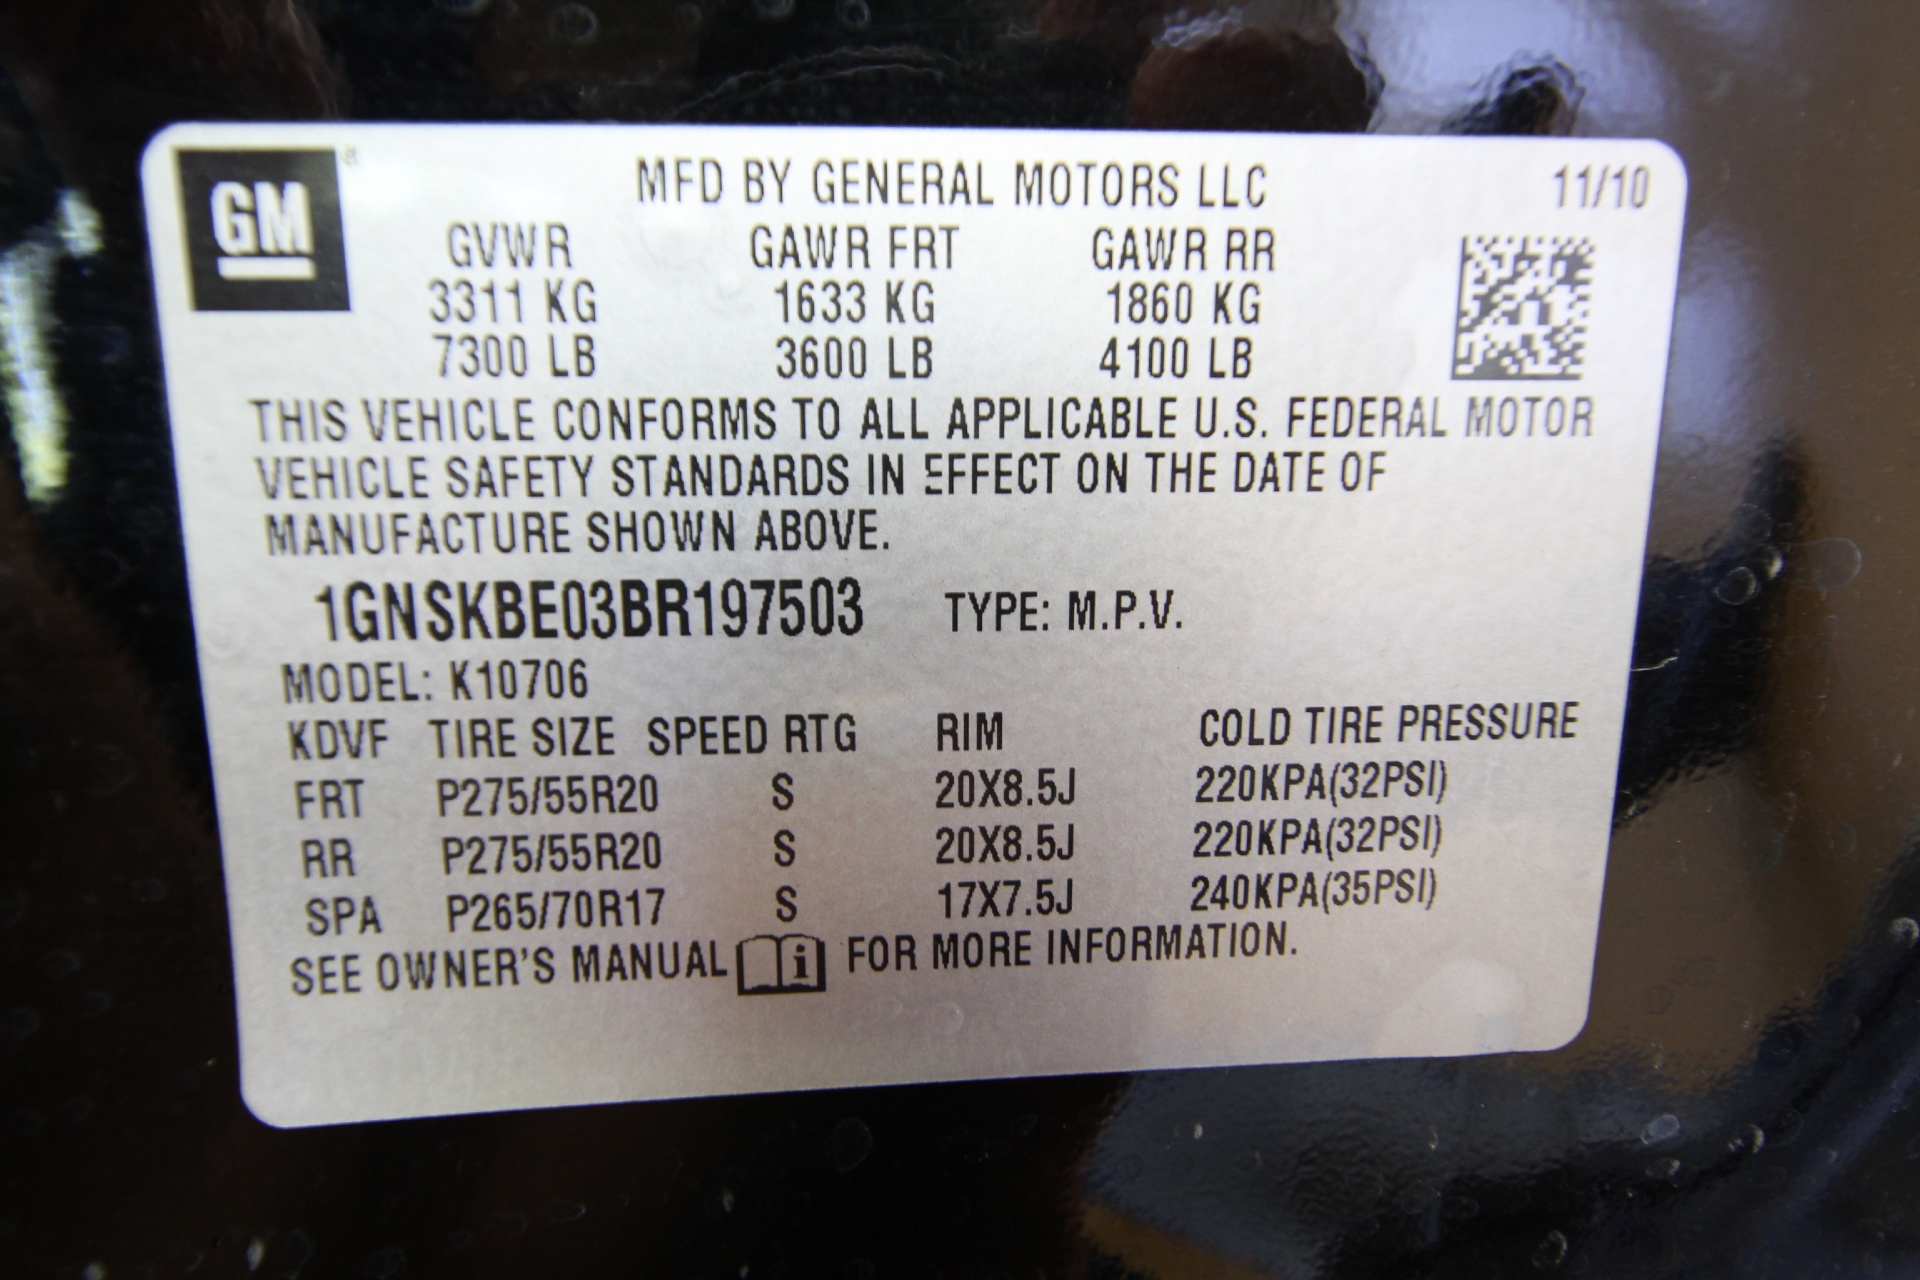 GM ®
MFD BY GENERAL MOTORS LLC 11/10
GVWR GAWR FRT GAWR RR
3311 KG 1633 KG 1860 KG
7300 LB 3600 LB 4100 LB
THIS VEHICLE CONFORMS TO ALL APPLICABLE U.S. FEDERAL MOTOR
VEHICLE SAFETY STANDARDS IN EFFECT ON THE DATE OF
MANUFACTURE SHOWN ABOVE.
1GNSKBE03BR197503 TYPE: M.P.V.
MODEL: K10706
KDVF TIRE SIZE SPEED RTG RIM COLD TIRE PRESSURE
FRT P275/55R20 S 20X8.5J 220KPA(32PSI)
RR P275/55R20 S 20X8.5J 220KPA(32PSI)
SPA P265/70R17 S 17X7.5J 240KPA(35PSI)
SEE OWNER'S MANUAL i FOR MORE INFORMATION.